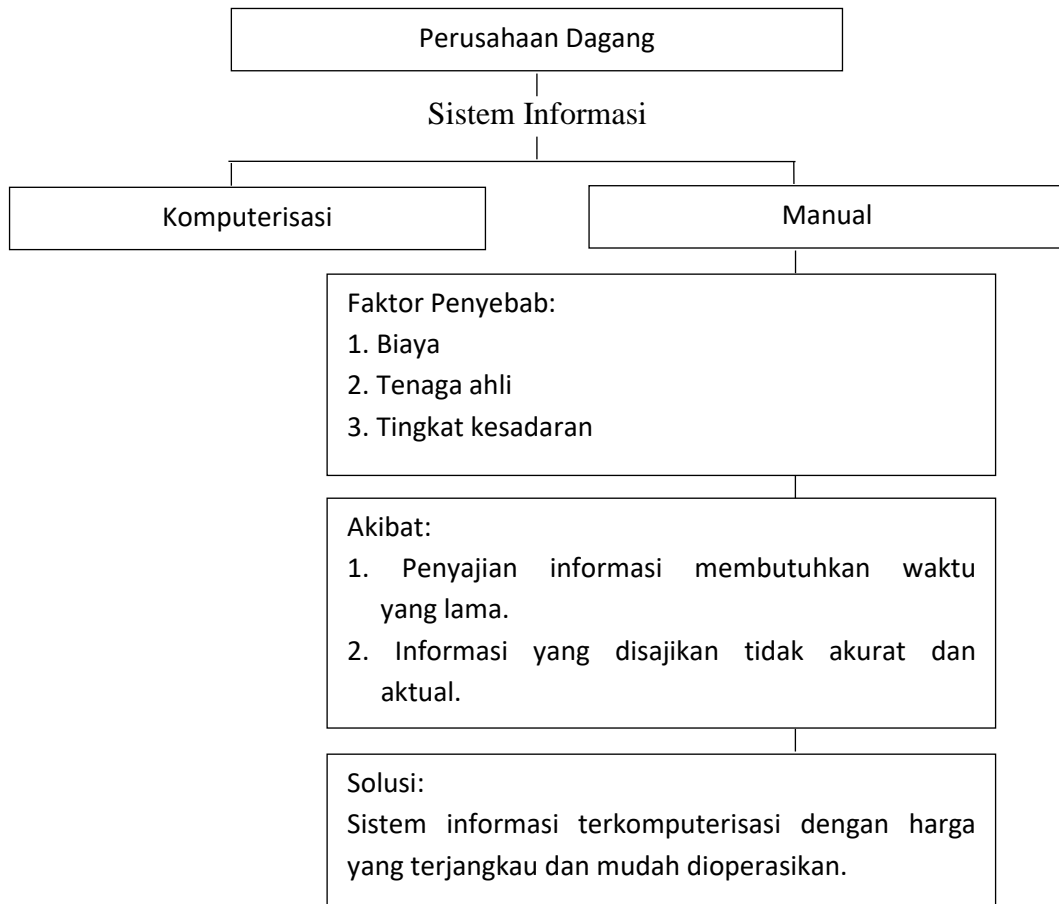 Perusahaan Dagang
Sistem Informasi
Komputerisasi
Manual
Faktor Penyebab:
1. Biaya
2. Tenaga ahli
3. Tingkat kesadaran
Akibat:
1. Penyajian informasi membutuhkan waktu
yang lama.
2. Informasi yang disajikan tidak akurat dan
aktual.
Solusi:
Sistem informasi terkomputerisasi dengan harga
yang terjangkau dan mudah dioperasikan.